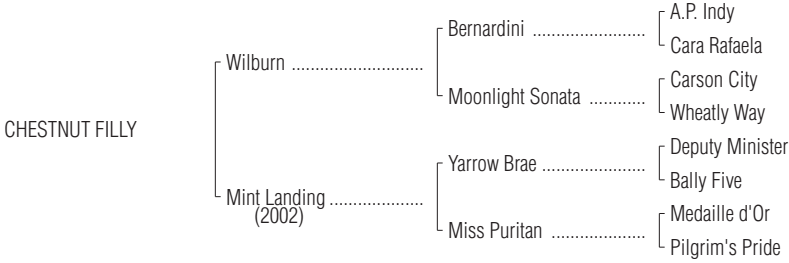 A.P. Indy
Bernardini ........................
Cara Rafaela
Wilburn ............................
Carson City
Moonlight Sonata ............
Wheatly Way
CHESTNUT FILLY
Deputy Minister
Yarrow Brae ......................
Bally Five
Mint Landing ....................
(2002)
Medaille d'Or
Miss Puritan ....................
Pilgrim's Pride